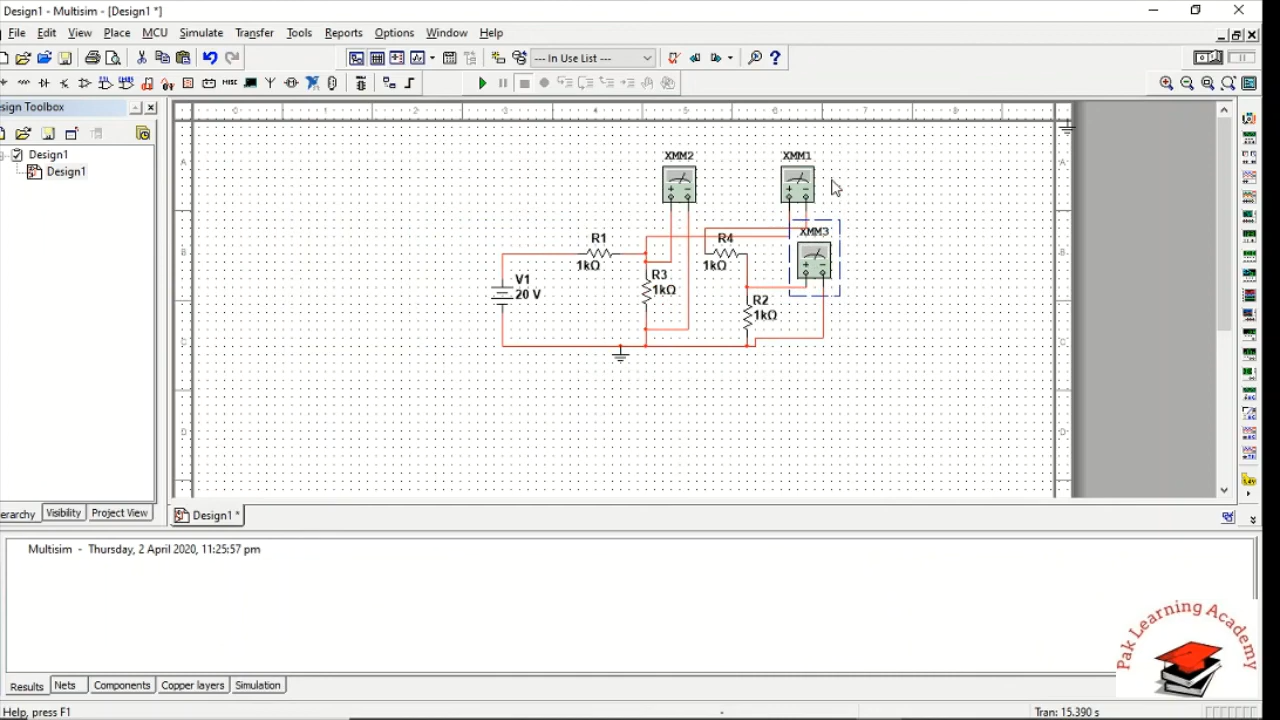 Design1 - Multisim - [Design1 *]
File Edit View Place MCU Simulate Transfer Tools Reports Options Window Help
--- In Use List ---
esign Toolbox
Design1
Design1
XMM2
XMM1
XMM3
R1
1kΩ
R4
1kΩ
R3
1kΩ
V1
20 V
R2
1kΩ
erarchy Visibility Project View
Design1 *
Multisim - Thursday, 2 April 2020, 11:25:57 pm
Results Nets Components Copper layers Simulation
Help, press F1
Tran: 15.390 s
Pak Learning Academy